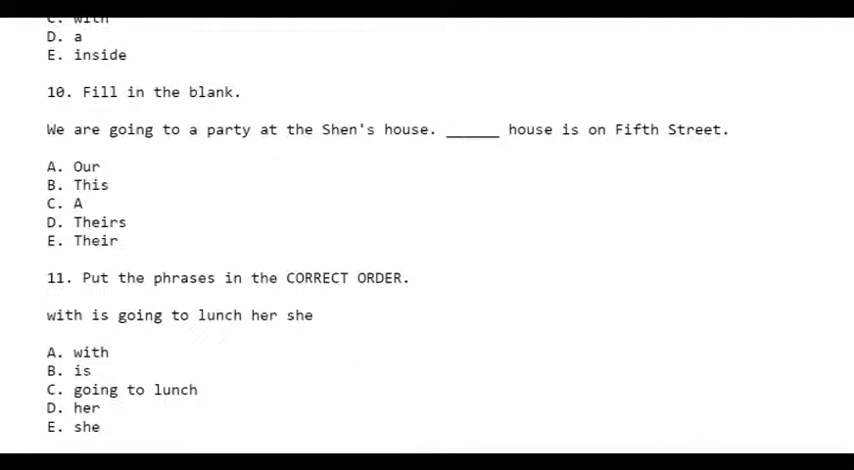 C. with
D. a
E. inside
10. Fill in the blank.
We are going to a party at the Shen's house. ______ house is on Fifth Street.
A. Our
B. This
C. A
D. Theirs
E. Their
11. Put the phrases in the CORRECT ORDER.
with is going to lunch her she
A. with
B. is
C. going to lunch
D. her
E. she